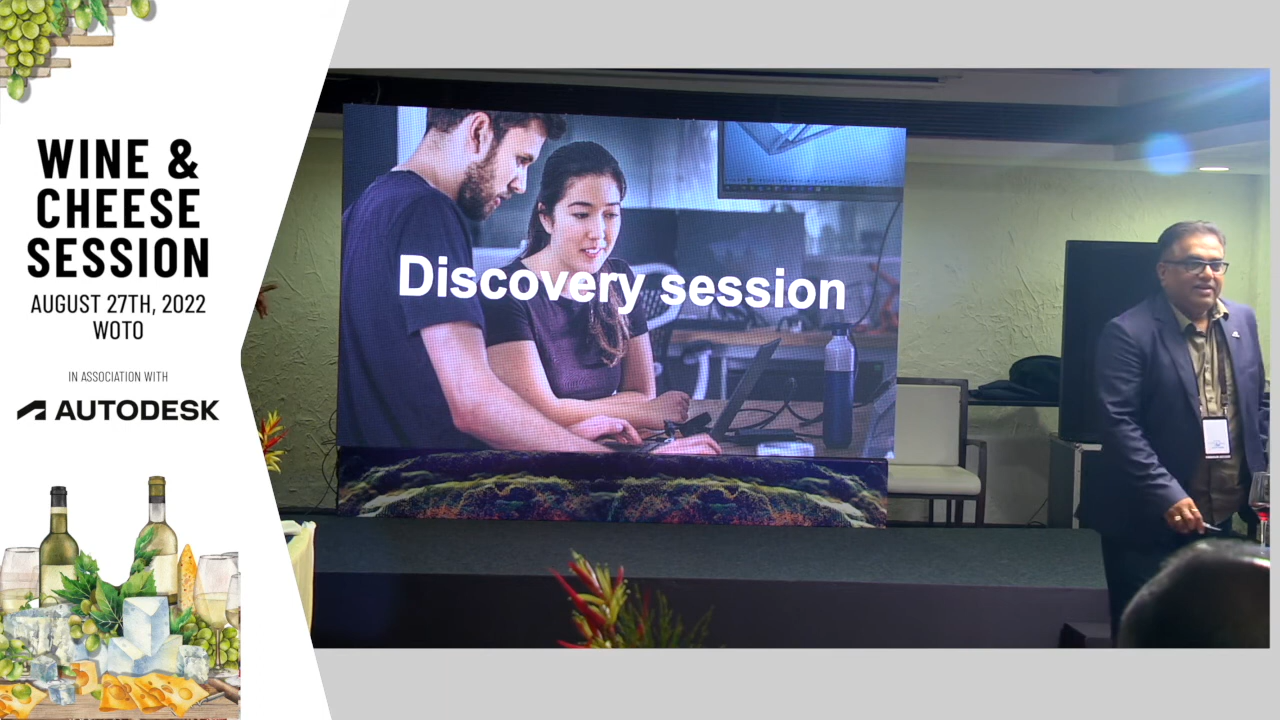 WINE &
CHEESE
SESSION
AUGUST 27TH, 2022
WOTO
IN ASSOCIATION WITH
AUTODESK
Discovery session